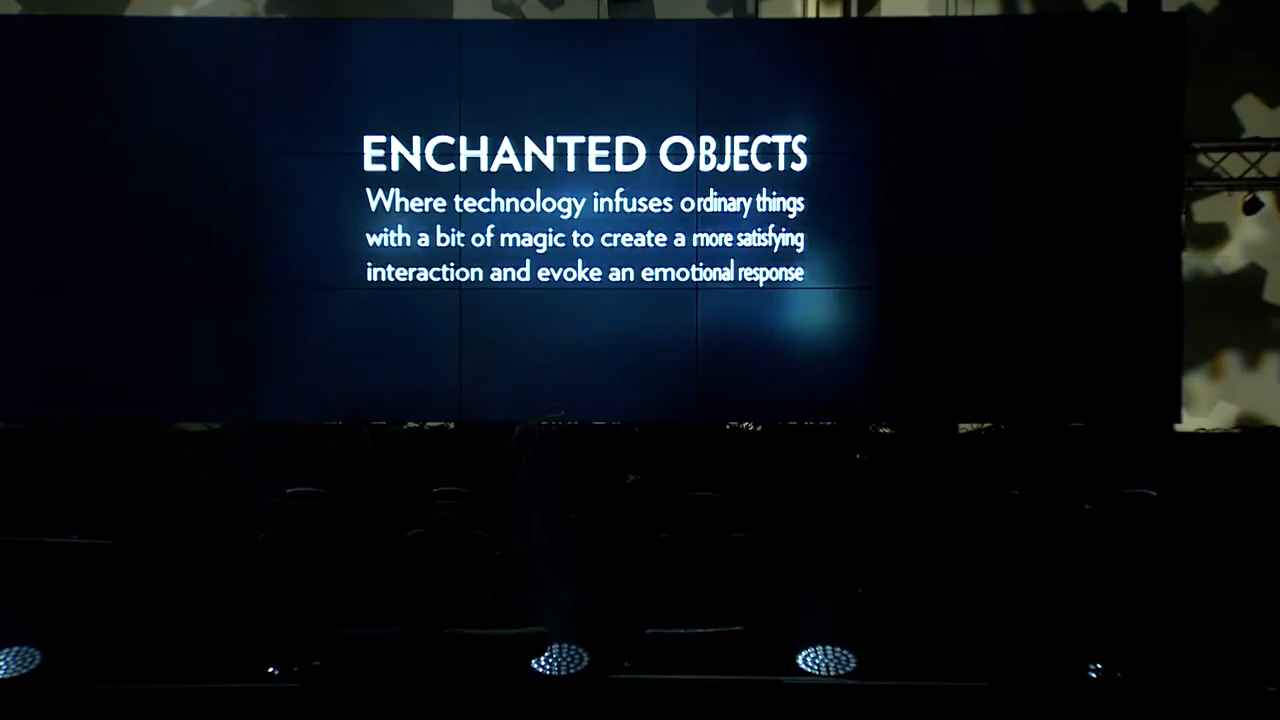 ENCHANTED OBJECTS
Where technology infuses ordinary things
with a bit of magic to create a more satisfying
interaction and evoke an emotional response